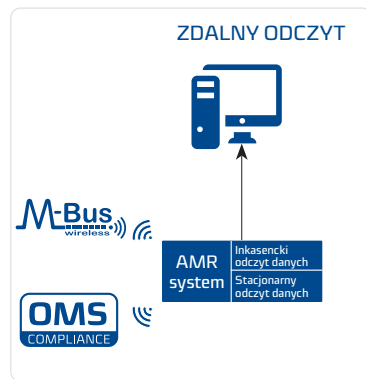 ZDALNY ODCZYT
M-Bus
wireless
AMR
system
Inkasencki
odczyt danych
Stacjonarny
odczyt danych
OMS
COMPLIANCE